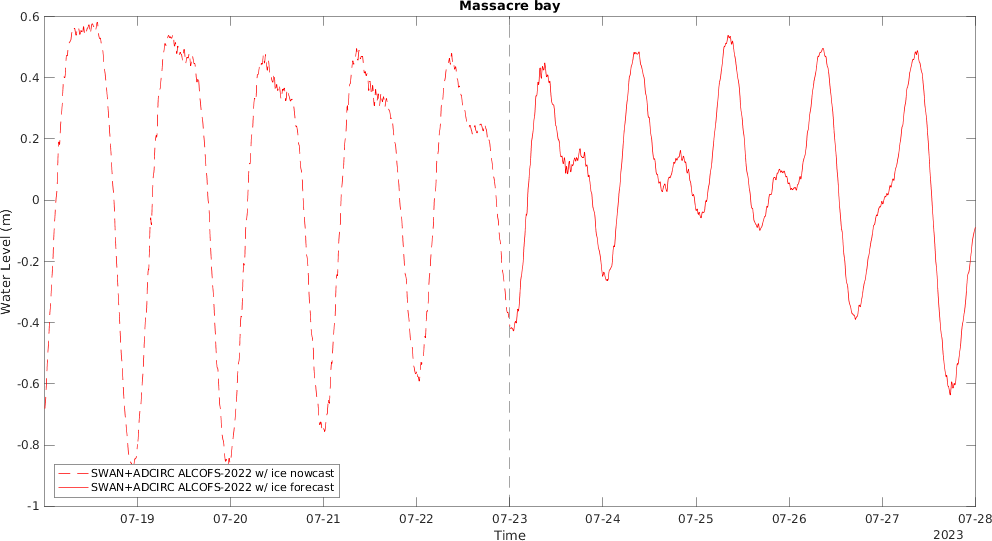 Massacre bay
0.6
0.4
0.2
0
-0.2
-0.4
-0.6
-0.8
-1
Water Level (m)
SWAN+ADCIRC ALCOFS-2022 w/ ice nowcast
SWAN+ADCIRC ALCOFS-2022 w/ ice forecast
07-19 07-20 07-21 07-22 07-23 07-24 07-25 07-26 07-27 07-28
Time
2023